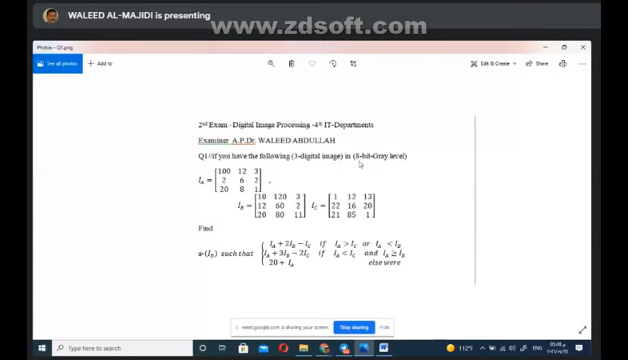 WALEED AL-MAJIDI is presenting
www.zdsoft.com
Photos - Q1.png
See all photos
Add to
Edit & Create
Share
2nd Exam –Digital Image Processing -4th IT-Departments
Examiner A.P.Dr. WALEED ABDULLAH
Q1//if you have the following (3-digital image) in (8-bit-Gray level)
I_A = [100 12 3
2 6 2
20 8 1] ,
I_B = [10 120 3
12 60 2
20 80 11] I_C = [1 12 13
22 16 20
21 85 1]
Find
a-(I_D) such that { I_A + 2I_B − I_C if I_A > I_C or I_A < I_B
I_A + 3I_B − 2I_C if I_A < I_C and I_A ≥ I_B
20 + I_A else were
meet.google.com is sharing your screen.
Stop sharing
Hide
Type here to search
112°F
ENG